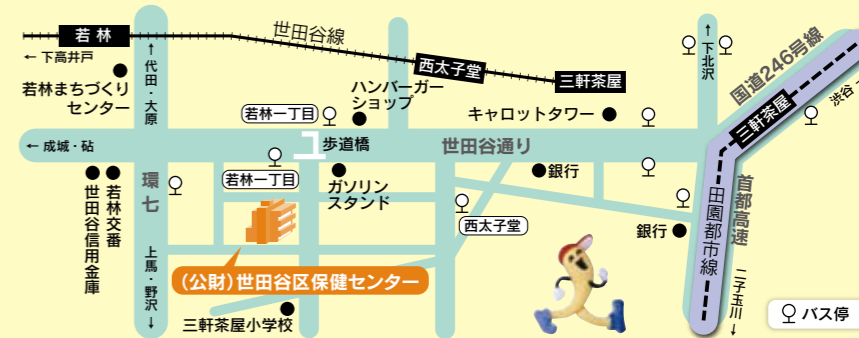 若林
世田谷線
← 下高井戸
西太子堂
三軒茶屋
若林まちづくり
センター
↑代田・大原
ハンバーガー
ショップ
若林一丁目
キャロットタワー
↑下北沢
国道246号線
渋谷
三軒茶屋
← 成城・砧
歩道橋
世田谷通り
若林一丁目
ガソリン
スタンド
銀行
環七
若林交番
世田谷信用金庫
西太子堂
銀行
首都高速
田園都市線
上馬・野沢↓
(公財)世田谷区保健センター
三軒茶屋小学校
二子玉川↓
バス停